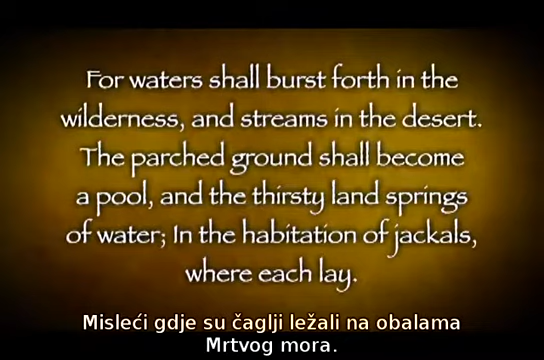 For waters shall burst forth in the
wilderness, and streams in the desert.
The parched ground shall become
a pool, and the thirsty land springs
of water; In the habitation of jackals,
where each lay.
Misleći gdje su čaglji ležali na obalama
Mrtvog mora.